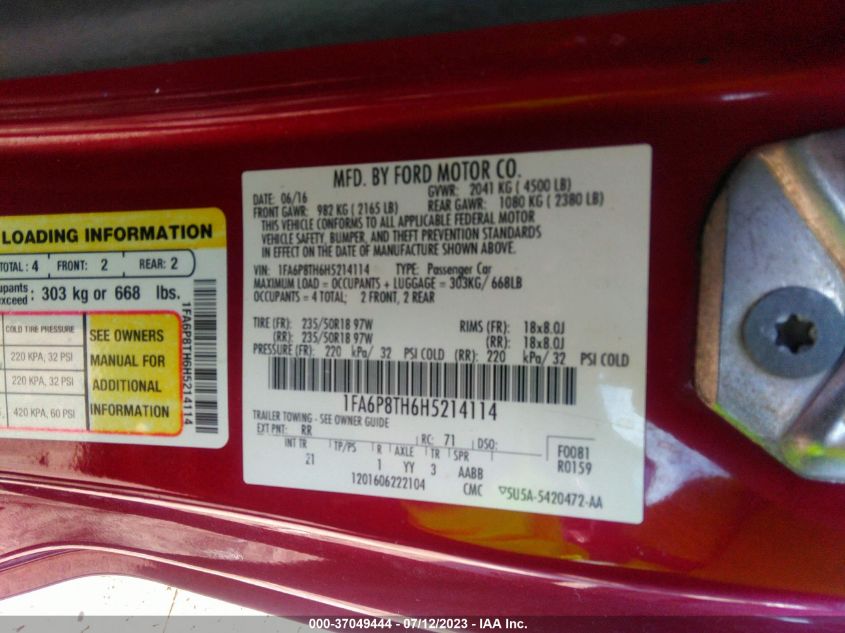 LOADING INFORMATION
TOTAL : 4 FRONT: 2 REAR: 2
upants
exceed: 303 kg or 668 lbs.
COLD TIRE PRESSURE
220 KPA, 32 PSI
220 KPA, 32 PSI
420 KPA, 60 PSI
SEE OWNERS
MANUAL FOR
ADDITIONAL
INFORMATION
1FA6P8TH6H5214114
MFD. BY FORD MOTOR CO.
DATE: 06/16 GVWR: 2041 KG ( 4500 LB)
FRONT GAWR: 982 KG ( 2165 LB) REAR GAWR: 1080 KG ( 2380 LB)
THIS VEHICLE CONFORMS TO ALL APPLICABLE FEDERAL MOTOR
VEHICLE SAFETY, BUMPER, AND THEFT PREVENTION STANDARDS
IN EFFECT ON THE DATE OF MANUFACTURE SHOWN ABOVE.
VIN: 1FA6P8TH6H5214114 TYPE: Passenger Car
MAXIMUM LOAD = OCCUPANTS + LUGGAGE = 303KG/ 668LB
OCCUPANTS = 4 TOTAL; 2 FRONT, 2 REAR
TIRE (FR): 235/50R18 97W RIMS (FR): 18x8.0J
(RR): 235/50R18 97W (RR): 18x8.0J
PRESSURE (FR): 220 kPa/ 32 PSI COLD (RR): 220 kPa/ 32 PSI COLD
1FA6P8TH6H5214114
TRAILER TOWING - SEE OWNER GUIDE
EXT PNT: RR RC: 71 DSO: F0081
INT TR TP/PS R AXLE TR SPR R0159
21 1 YY 3 AABB
1201606222104 CMC 5U5A-5420472-AA
000-37049444 - 07/12/2023 - IAA Inc.